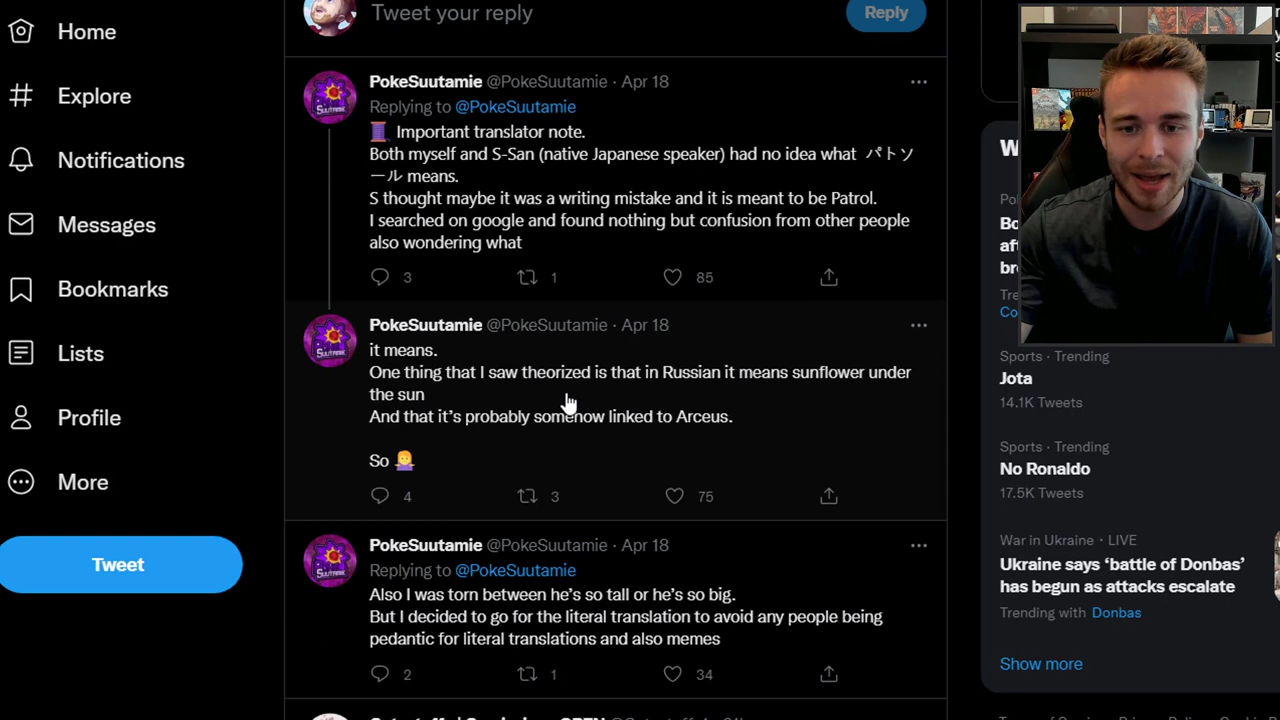 Home
Explore
Notifications
Messages
Bookmarks
Lists
Profile
More
Tweet
Tweet your reply
Reply
PokeSuutamie @PokeSuutamie · Apr 18
Replying to @PokeSuutamie
🧵 Important translator note.
Both myself and S-San (native Japanese speaker) had no idea what パトソ
ール means.
S thought maybe it was a writing mistake and it is meant to be Patrol.
I searched on google and found nothing but confusion from other people
also wondering what
3 1 85
PokeSuutamie @PokeSuutamie · Apr 18
it means.
One thing that I saw theorized is that in Russian it means sunflower under
the sun
And that it's probably somehow linked to Arceus.
So 🤷‍♀️
4 3 75
PokeSuutamie @PokeSuutamie · Apr 18
Replying to @PokeSuutamie
Also I was torn between he's so tall or he's so big.
But I decided to go for the literal translation to avoid any people being
pedantic for literal translations and also memes
2 1 34
SUUTAMIE
SUUTAMIE
SUUTAMIE
W
Bo
af
br
Co
Sports · Trending
Jota
14.1K Tweets
Sports · Trending
No Ronaldo
17.5K Tweets
War in Ukraine · LIVE
Ukraine says 'battle of Donbas'
has begun as attacks escalate
Trending with Donbas
Show more